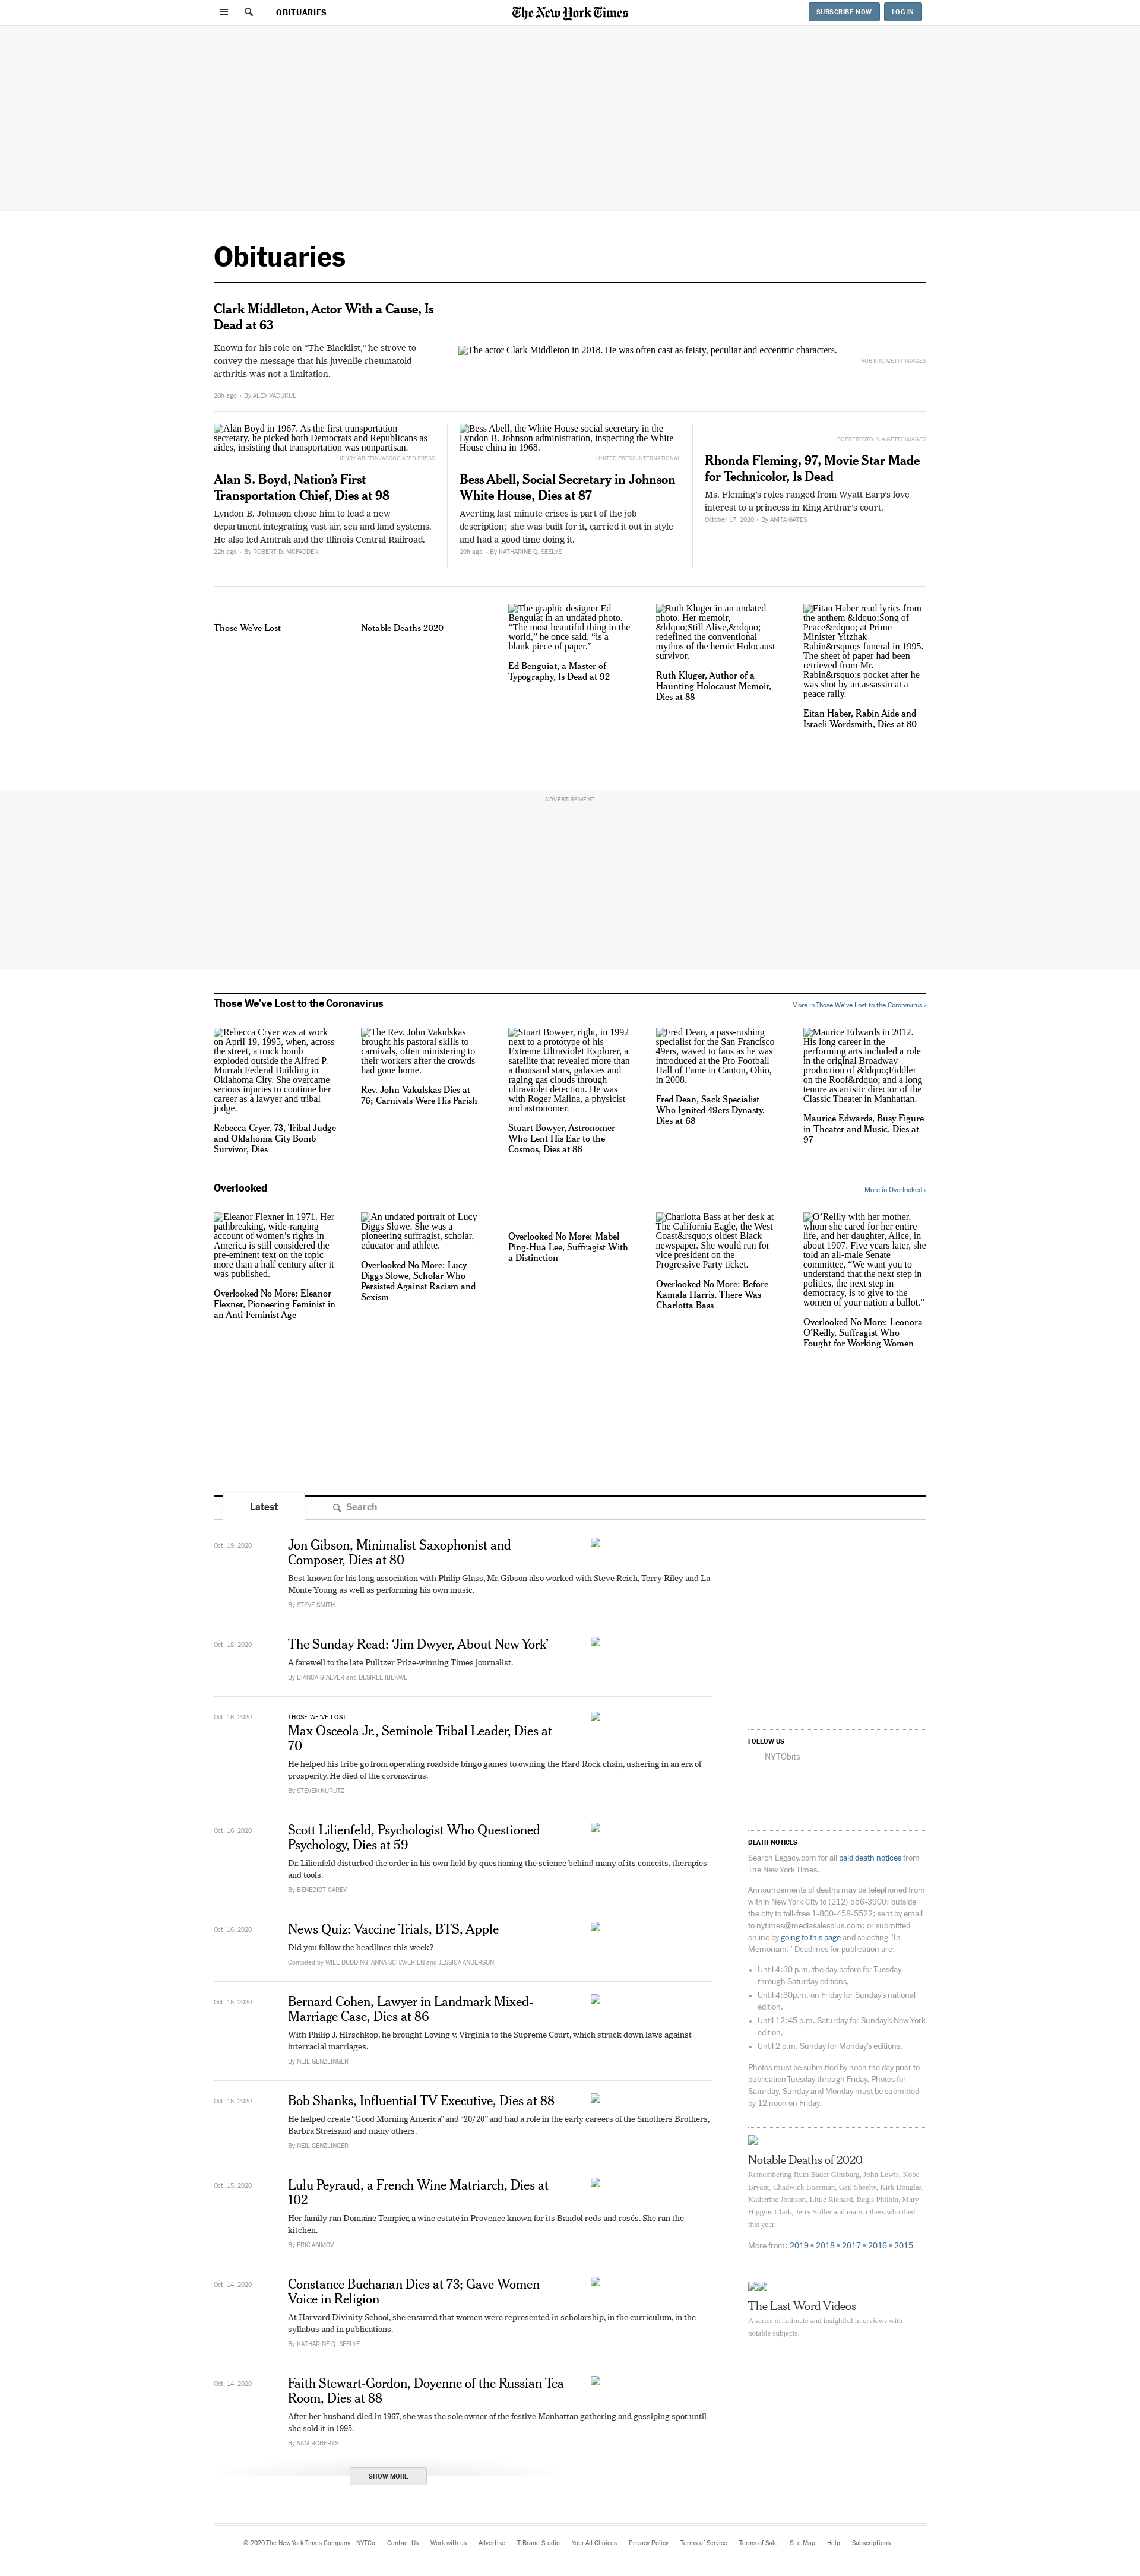 OBITUARIES
The New York Times
SUBSCRIBE NOW
LOG IN
Obituaries
Clark Middleton, Actor With a Cause, Is
Dead at 63
Known for his role on “The Blacklist,” he strove to
convey the message that his juvenile rheumatoid
arthritis was not a limitation.
20h ago • By ALEX VADUKUL
The actor Clark Middleton in 2018. He was often cast as feisty, peculiar and eccentric characters.
ROB KIM/GETTY IMAGES
Alan Boyd in 1967. As the first transportation
secretary, he picked both Democrats and Republicans as
aides, insisting that transportation was nonpartisan.
HENRY GRIFFIN/ASSOCIATED PRESS
Alan S. Boyd, Nation’s First
Transportation Chief, Dies at 98
Lyndon B. Johnson chose him to lead a new
department integrating vast air, sea and land systems.
He also led Amtrak and the Illinois Central Railroad.
22h ago • By ROBERT D. MCFADDEN
Bess Abell, the White House social secretary in the
Lyndon B. Johnson administration, inspecting the White
House china in 1968.
UNITED PRESS INTERNATIONAL
Bess Abell, Social Secretary in Johnson
White House, Dies at 87
Averting last-minute crises is part of the job
description; she was built for it, carried it out in style
and had a good time doing it.
20h ago • By KATHARINE Q. SEELYE
POPPERFOTO, VIA GETTY IMAGES
Rhonda Fleming, 97, Movie Star Made
for Technicolor, Is Dead
Ms. Fleming’s roles ranged from Wyatt Earp’s love
interest to a princess in King Arthur’s court.
October 17, 2020 • By ANITA GATES
Those We’ve Lost
Notable Deaths 2020
The graphic designer Ed
Benguiat in an undated photo.
“The most beautiful thing in the
world,” he once said, “is a
blank piece of paper.”
Ed Benguiat, a Master of
Typography, Is Dead at 92
Ruth Kluger in an undated
photo. Her memoir,
&ldquo;Still Alive,&rdquo;
redefined the conventional
mythos of the heroic Holocaust
survivor.
Ruth Kluger, Author of a
Haunting Holocaust Memoir,
Dies at 88
Eitan Haber read lyrics from
the anthem &ldquo;Song of
Peace&rdquo; at Prime
Minister Yitzhak
Rabin&rsquo;s funeral in 1995.
The sheet of paper had been
retrieved from Mr.
Rabin&rsquo;s pocket after he
was shot by an assassin at a
peace rally.
Eitan Haber, Rabin Aide and
Israeli Wordsmith, Dies at 80
ADVERTISEMENT
Those We’ve Lost to the Coronavirus
More in Those We’ve Lost to the Coronavirus ›
Rebecca Cryer was at work
on April 19, 1995, when, across
the street, a truck bomb
exploded outside the Alfred P.
Murrah Federal Building in
Oklahoma City. She overcame
serious injuries to continue her
career as a lawyer and tribal
judge.
Rebecca Cryer, 73, Tribal Judge
and Oklahoma City Bomb
Survivor, Dies
The Rev. John Vakulskas
brought his pastoral skills to
carnivals, often ministering to
their workers after the crowds
had gone home.
Rev. John Vakulskas Dies at
76; Carnivals Were His Parish
Stuart Bowyer, right, in 1992
next to a prototype of his
Extreme Ultraviolet Explorer, a
satellite that revealed more than
a thousand stars, galaxies and
raging gas clouds through
ultraviolet detection. He was
with Roger Malina, a physicist
and astronomer.
Stuart Bowyer, Astronomer
Who Lent His Ear to the
Cosmos, Dies at 86
Fred Dean, a pass-rushing
specialist for the San Francisco
49ers, waved to fans as he was
introduced at the Pro Football
Hall of Fame in Canton, Ohio,
in 2008.
Fred Dean, Sack Specialist
Who Ignited 49ers Dynasty,
Dies at 68
Maurice Edwards in 2012.
His long career in the
performing arts included a role
in the original Broadway
production of &ldquo;Fiddler
on the Roof&rdquo; and a long
tenure as artistic director of the
Classic Theater in Manhattan.
Maurice Edwards, Busy Figure
in Theater and Music, Dies at
97
Overlooked
More in Overlooked ›
Eleanor Flexner in 1971. Her
pathbreaking, wide-ranging
account of women’s rights in
America is still considered the
pre-eminent text on the topic
more than a half century after it
was published.
Overlooked No More: Eleanor
Flexner, Pioneering Feminist in
an Anti-Feminist Age
An undated portrait of Lucy
Diggs Slowe. She was a
pioneering suffragist, scholar,
educator and athlete.
Overlooked No More: Lucy
Diggs Slowe, Scholar Who
Persisted Against Racism and
Sexism
Overlooked No More: Mabel
Ping-Hua Lee, Suffragist With
a Distinction
Charlotta Bass at her desk at
The California Eagle, the West
Coast&rsquo;s oldest Black
newspaper. She would run for
vice president on the
Progressive Party ticket.
Overlooked No More: Before
Kamala Harris, There Was
Charlotta Bass
O’Reilly with her mother,
whom she cared for her entire
life, and her daughter, Alice, in
about 1907. Five years later, she
told an all-male Senate
committee, “We want you to
understand that the next step in
politics, the next step in
democracy, is to give to the
women of your nation a ballot.”
Overlooked No More: Leonora
O’Reilly, Suffragist Who
Fought for Working Women
Latest
Search
Oct. 19, 2020
Jon Gibson, Minimalist Saxophonist and
Composer, Dies at 80
Best known for his long association with Philip Glass, Mr. Gibson also worked with Steve Reich, Terry Riley and La
Monte Young as well as performing his own music.
By STEVE SMITH
Oct. 18, 2020
The Sunday Read: ‘Jim Dwyer, About New York’
A farewell to the late Pulitzer Prize-winning Times journalist.
By BIANCA GIAEVER and DESIREE IBEKWE
Oct. 16, 2020
THOSE WE’VE LOST
Max Osceola Jr., Seminole Tribal Leader, Dies at
70
He helped his tribe go from operating roadside bingo games to owning the Hard Rock chain, ushering in an era of
prosperity. He died of the coronavirus.
By STEVEN KURUTZ
Oct. 16, 2020
Scott Lilienfeld, Psychologist Who Questioned
Psychology, Dies at 59
Dr. Lilienfeld disturbed the order in his own field by questioning the science behind many of its conceits, therapies
and tools.
By BENEDICT CAREY
Oct. 16, 2020
News Quiz: Vaccine Trials, BTS, Apple
Did you follow the headlines this week?
Compiled by WILL DUDDING, ANNA SCHAVERIEN and JESSICA ANDERSON
Oct. 15, 2020
Bernard Cohen, Lawyer in Landmark Mixed-
Marriage Case, Dies at 86
With Philip J. Hirschkop, he brought Loving v. Virginia to the Supreme Court, which struck down laws against
interracial marriages.
By NEIL GENZLINGER
Oct. 15, 2020
Bob Shanks, Influential TV Executive, Dies at 88
He helped create “Good Morning America” and “20/20” and had a role in the early careers of the Smothers Brothers,
Barbra Streisand and many others.
By NEIL GENZLINGER
Oct. 15, 2020
Lulu Peyraud, a French Wine Matriarch, Dies at
102
Her family ran Domaine Tempier, a wine estate in Provence known for its Bandol reds and rosés. She ran the
kitchen.
By ERIC ASIMOV
Oct. 14, 2020
Constance Buchanan Dies at 73; Gave Women
Voice in Religion
At Harvard Divinity School, she ensured that women were represented in scholarship, in the curriculum, in the
syllabus and in publications.
By KATHARINE Q. SEELYE
Oct. 14, 2020
Faith Stewart-Gordon, Doyenne of the Russian Tea
Room, Dies at 88
After her husband died in 1967, she was the sole owner of the festive Manhattan gathering and gossiping spot until
she sold it in 1995.
By SAM ROBERTS
SHOW MORE
FOLLOW US
NYTObits
DEATH NOTICES
Search Legacy.com for all paid death notices from
The New York Times.
Announcements of deaths may be telephoned from
within New York City to (212) 556-3900; outside
the city to toll-free 1-800-458-5522; sent by email
to nytimes@mediasalesplus.com; or submitted
online by going to this page and selecting "In
Memoriam." Deadlines for publication are:
• Until 4:30 p.m. the day before for Tuesday
through Saturday editions.
• Until 4:30p.m. on Friday for Sunday’s national
edition.
• Until 12:45 p.m. Saturday for Sunday’s New York
edition.
• Until 2 p.m. Sunday for Monday’s editions.
Photos must be submitted by noon the day prior to
publication Tuesday through Friday. Photos for
Saturday, Sunday and Monday must be submitted
by 12 noon on Friday.
Notable Deaths of 2020
Remembering Ruth Bader Ginsburg, John Lewis, Kobe
Bryant, Chadwick Boseman, Gail Sheehy, Kirk Douglas,
Katherine Johnson, Little Richard, Regis Philbin, Mary
Higgins Clark, Jerry Stiller and many others who died
this year.
More from: 2019 • 2018 • 2017 • 2016 • 2015
The Last Word Videos
A series of intimate and insightful interviews with
notable subjects.
© 2020 The New York Times Company NYTCo Contact Us Work with us Advertise T Brand Studio Your Ad Choices Privacy Policy Terms of Service Terms of Sale Site Map Help Subscriptions